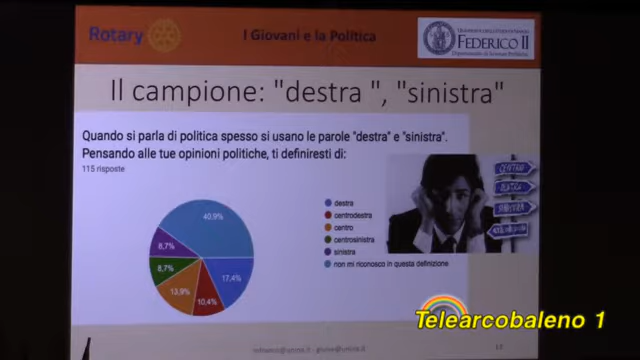 Rotary
I Giovani e la Politica
FEDERICO II
Il campione: "destra ", "sinistra"
Quando si parla di politica spesso si usano le parole "destra" e "sinistra".
Pensando alle tue opinioni politiche, ti definiresti di:
115 risposte
40,9%
8,7%
8,7%
13,9%
10,4%
17,4%
destra
centrodestra
centro
centrosinistra
sinistra
non mi riconosco in questa definizione
Telearcobaleno 1